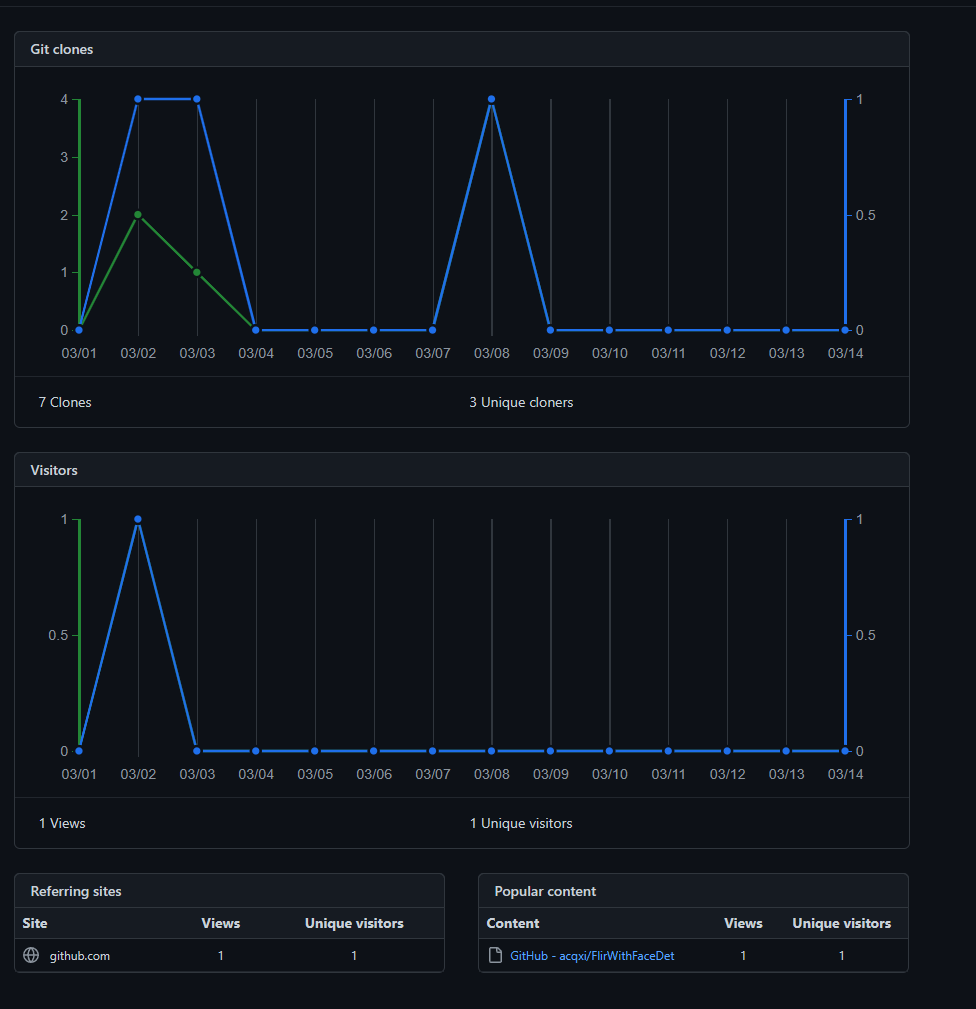 Git clones
4
3
2
1
0
1
0.5
0
03/01 03/02 03/03 03/04 03/05 03/06 03/07 03/08 03/09 03/10 03/11 03/12 03/13 03/14
7 Clones 3 Unique cloners
Visitors
1
0.5
0
1
0.5
0
03/01 03/02 03/03 03/04 03/05 03/06 03/07 03/08 03/09 03/10 03/11 03/12 03/13 03/14
1 Views 1 Unique visitors
Referring sites
Site Views Unique visitors
github.com 1 1
Popular content
Content Views Unique visitors
GitHub - acqxi/FlirWithFaceDet 1 1